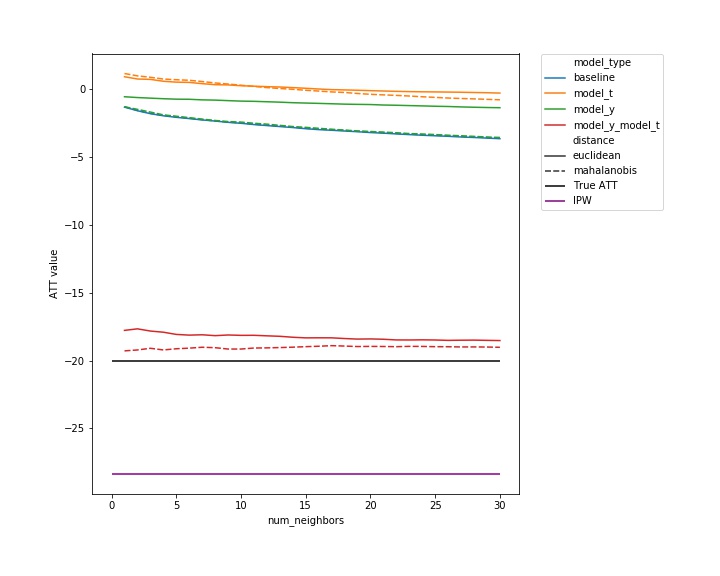 model_type
baseline
model_t
model_y
model_y_model_t
distance
euclidean
mahalanobis
True ATT
IPW
ATT value
0
−5
−10
−15
−20
−25
0 5 10 15 20 25 30
num_neighbors